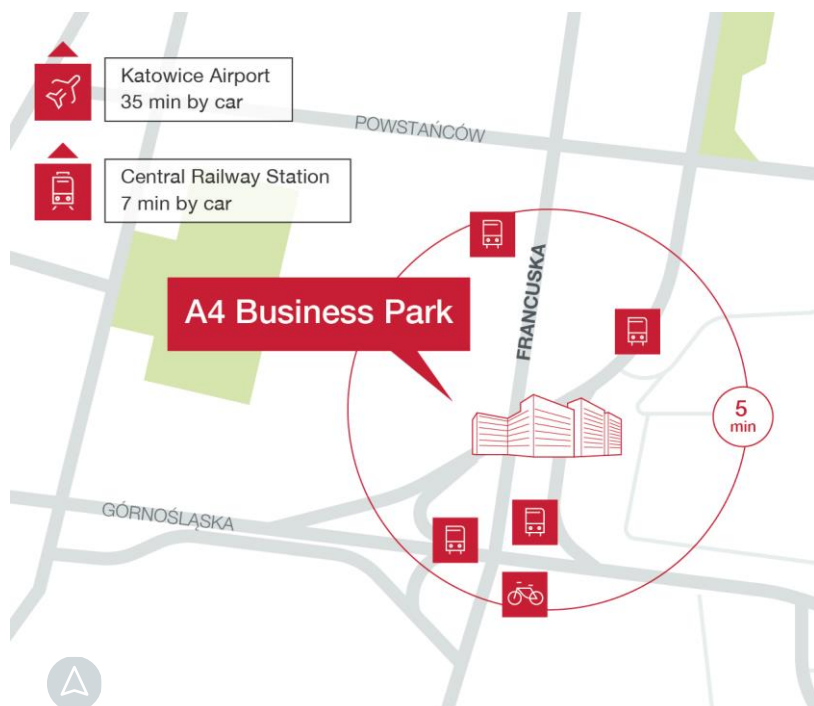 Katowice Airport
35 min by car
POWSTAŃCÓW
Central Railway Station
7 min by car
FRANCUSKA
A4 Business Park
5
min
GÓRNOŚLĄSKA